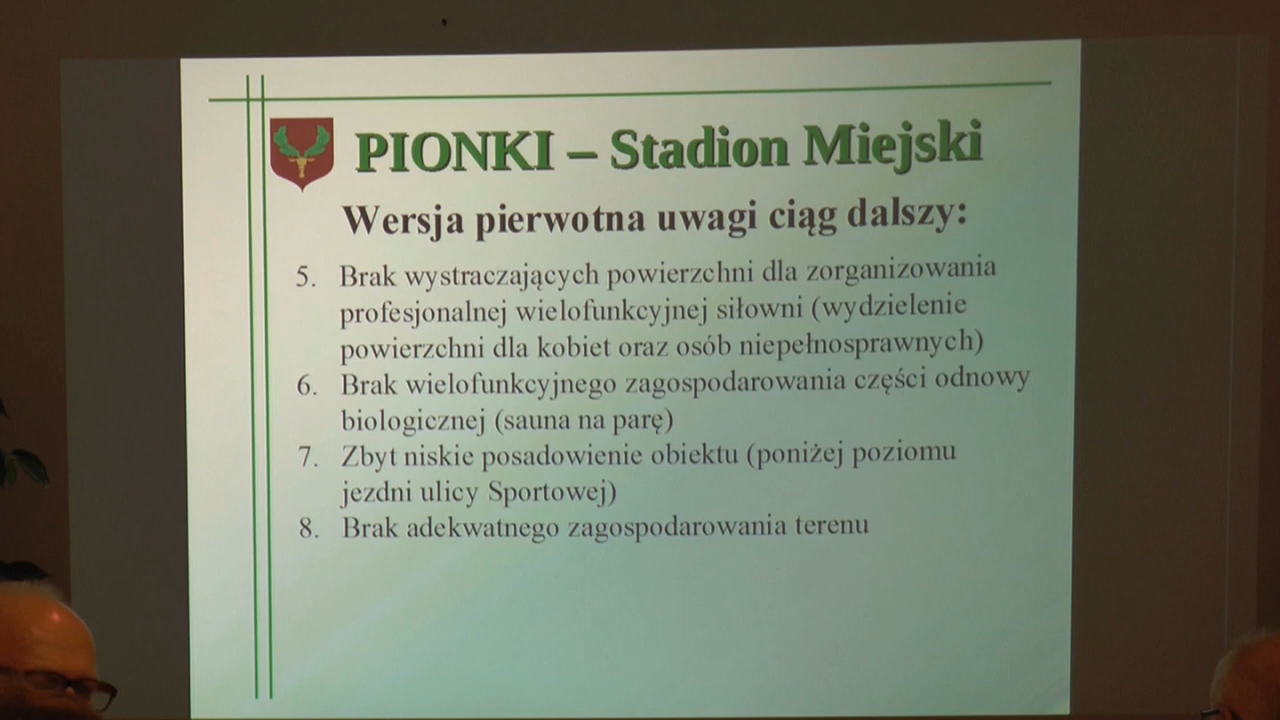 PIONKI – Stadion Miejski
Wersja pierwotna uwagi ciąg dalszy:
5. Brak wystraczających powierzchni dla zorganizowania
profesjonalnej wielofunkcyjnej siłowni (wydzielenie
powierzchni dla kobiet oraz osób niepełnosprawnych)
6. Brak wielofunkcyjnego zagospodarowania części odnowy
biologicznej (sauna na parę)
7. Zbyt niskie posadowienie obiektu (poniżej poziomu
jezdni ulicy Sportowej)
8. Brak adekwatnego zagospodarowania terenu